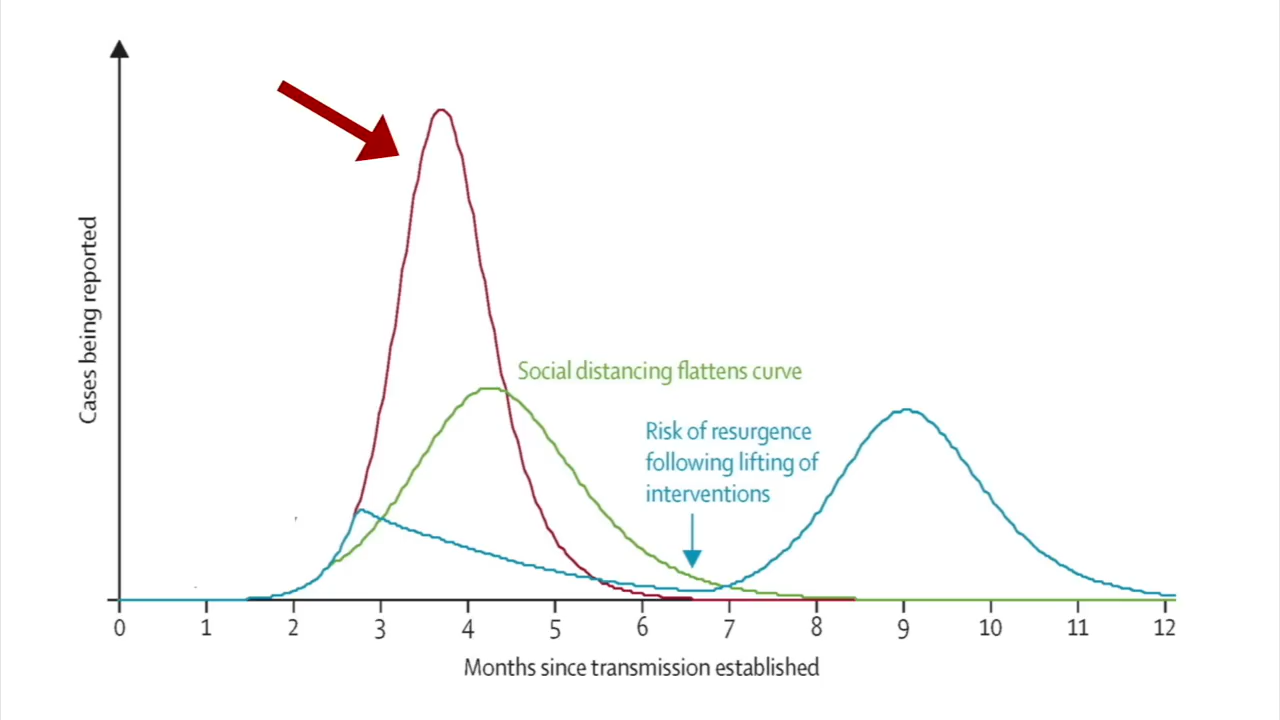 Cases being reported
Social distancing flattens curve
Risk of resurgence
following lifting of
interventions
0 1 2 3 4 5 6 7 8 9 10 11 12
Months since transmission established